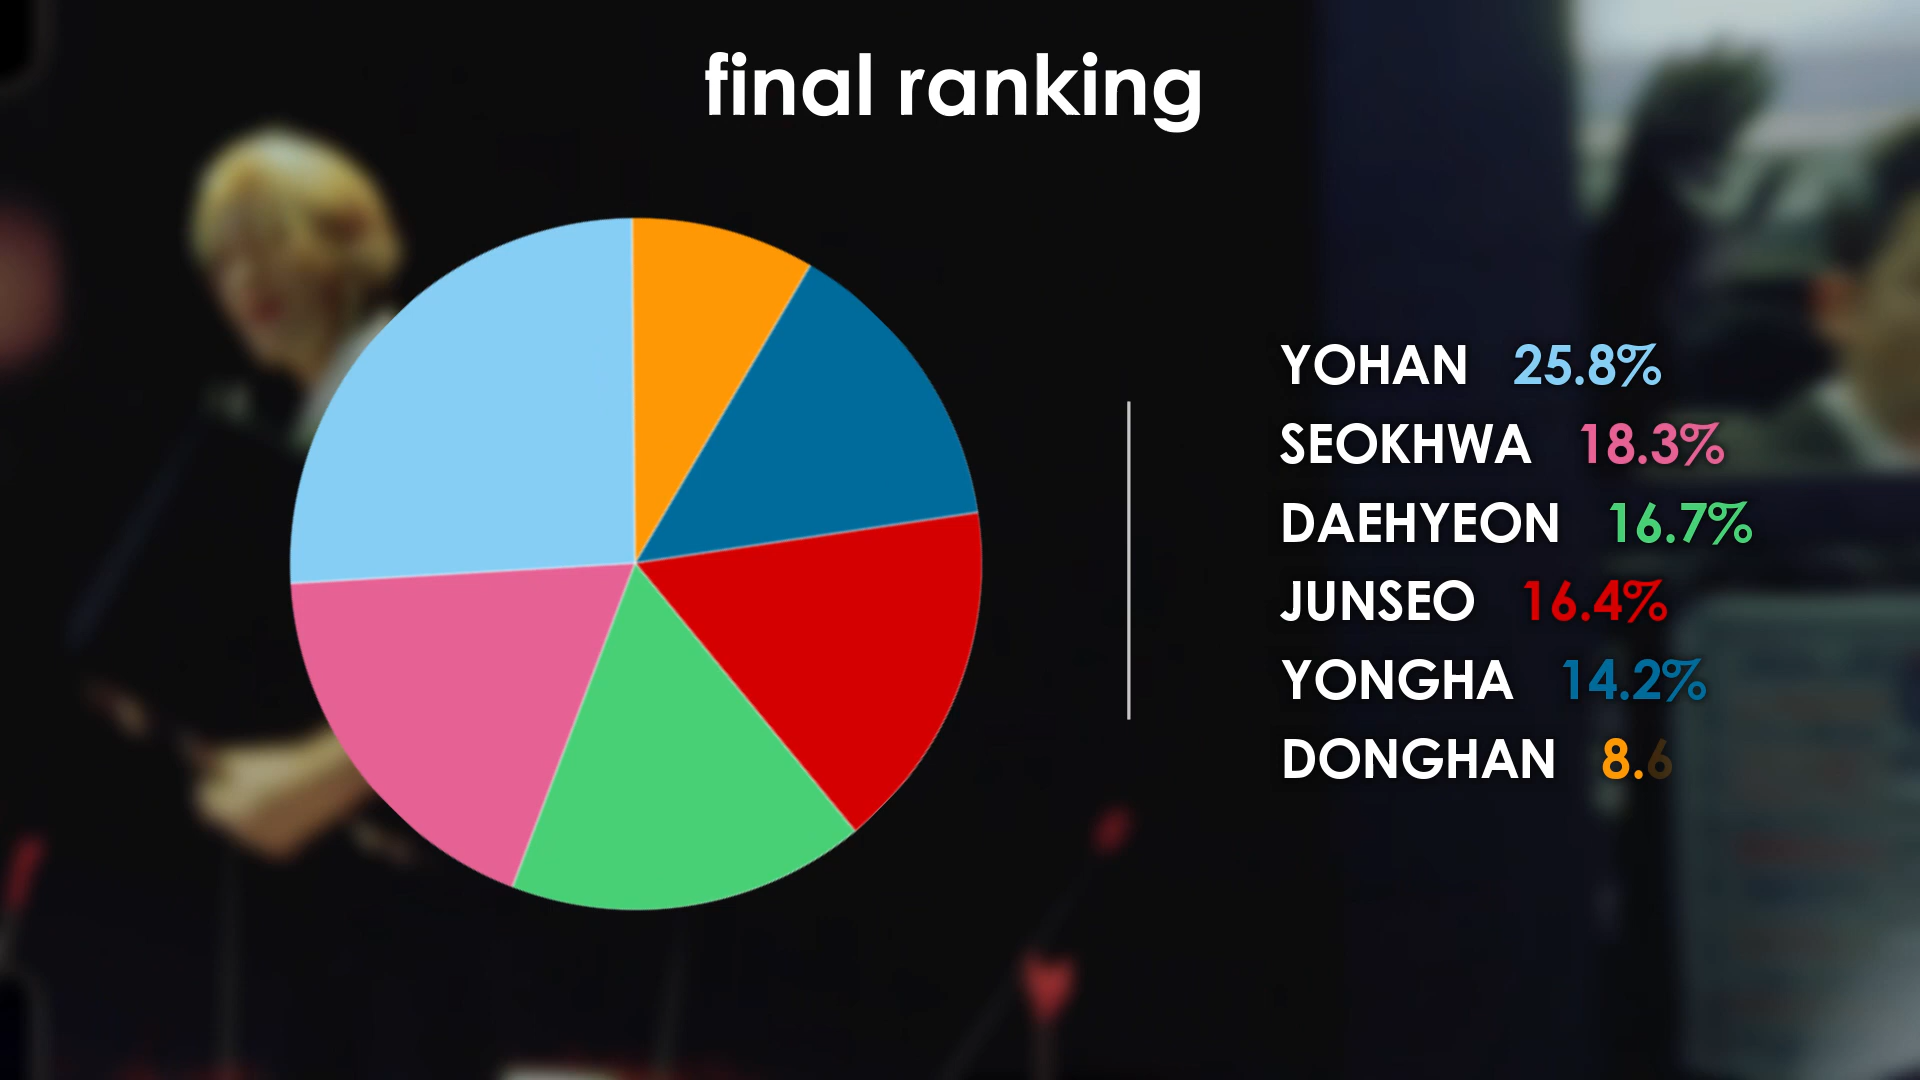 final ranking
YOHAN 25.8%
SEOKHWA 18.3%
DAEHYEON 16.7%
JUNSEO 16.4%
YONGHA 14.2%
DONGHAN 8.6